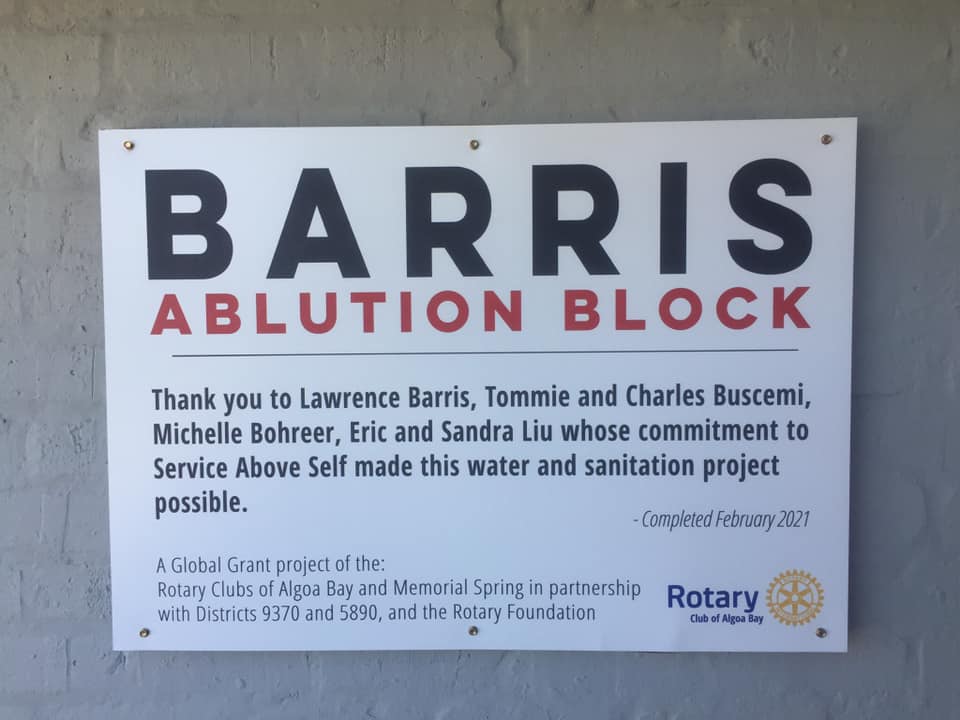 BARRIS
ABLUTION BLOCK
Thank you to Lawrence Barris, Tommie and Charles Buscemi,
Michelle Bohreer, Eric and Sandra Liu whose commitment to
Service Above Self made this water and sanitation project
possible.
- Completed February 2021
A Global Grant project of the:
Rotary Clubs of Algoa Bay and Memorial Spring in partnership
with Districts 9370 and 5890, and the Rotary Foundation
Rotary
Club of Algoa Bay